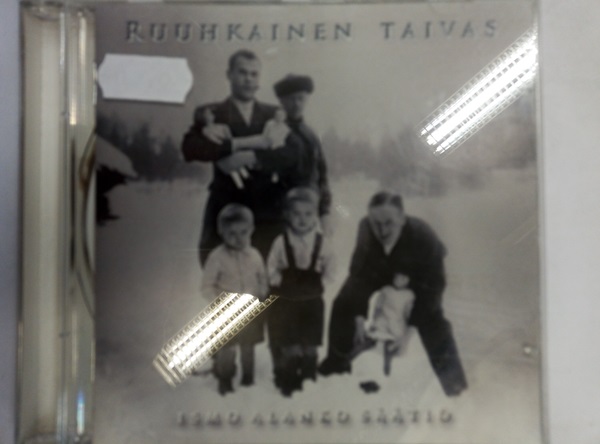 RUUHKAINEN TAIVAS
ISMO ALANKO SÄÄTIÖ